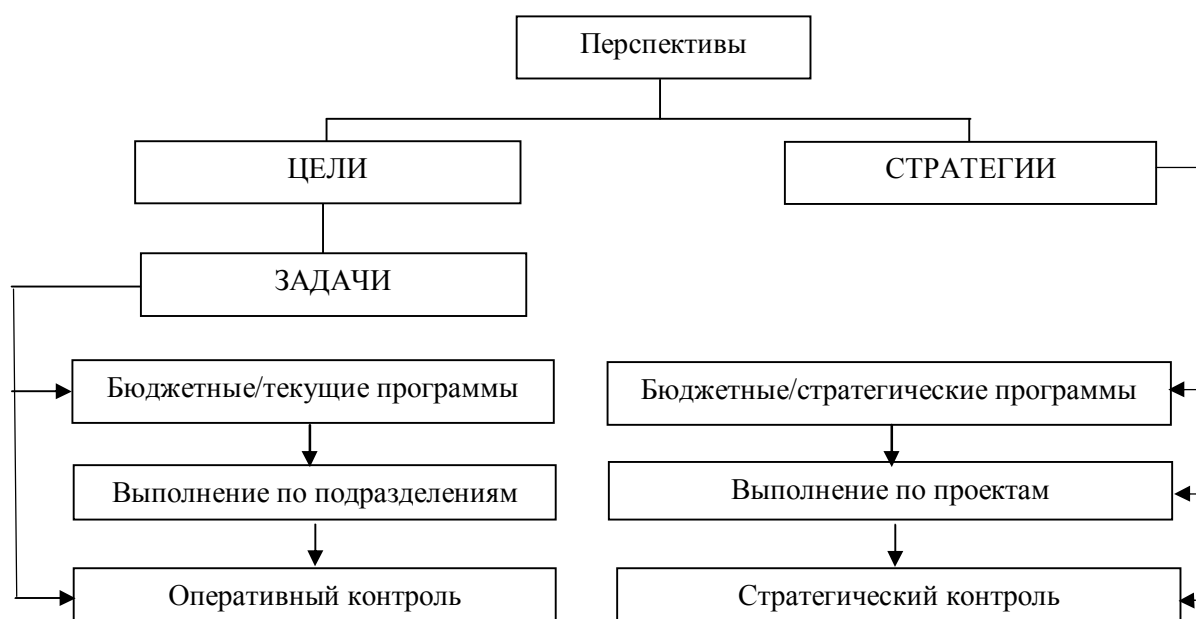 Перспективы
ЦЕЛИ
СТРАТЕГИИ
ЗАДАЧИ
Бюджетные/текущие программы
Бюджетные/стратегические программы
Выполнение по подразделениям
Выполнение по проектам
Оперативный контроль
Стратегический контроль